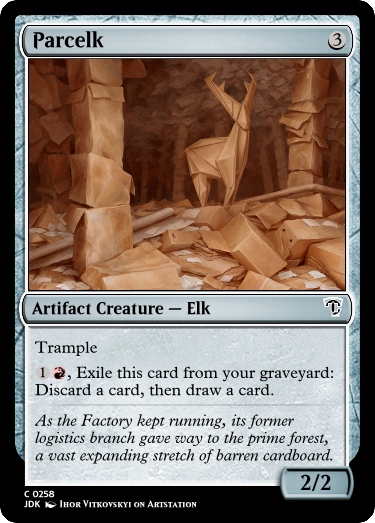 Parcelk 3
Artifact Creature — Elk
Trample
1 , Exile this card from your graveyard:
Discard a card, then draw a card.
As the Factory kept running, its former
logistics branch gave way to the prime forest,
a vast expanding stretch of barren cardboard.
2/2
C 0258
JDK Ihor Vitkovskyi on Artstation